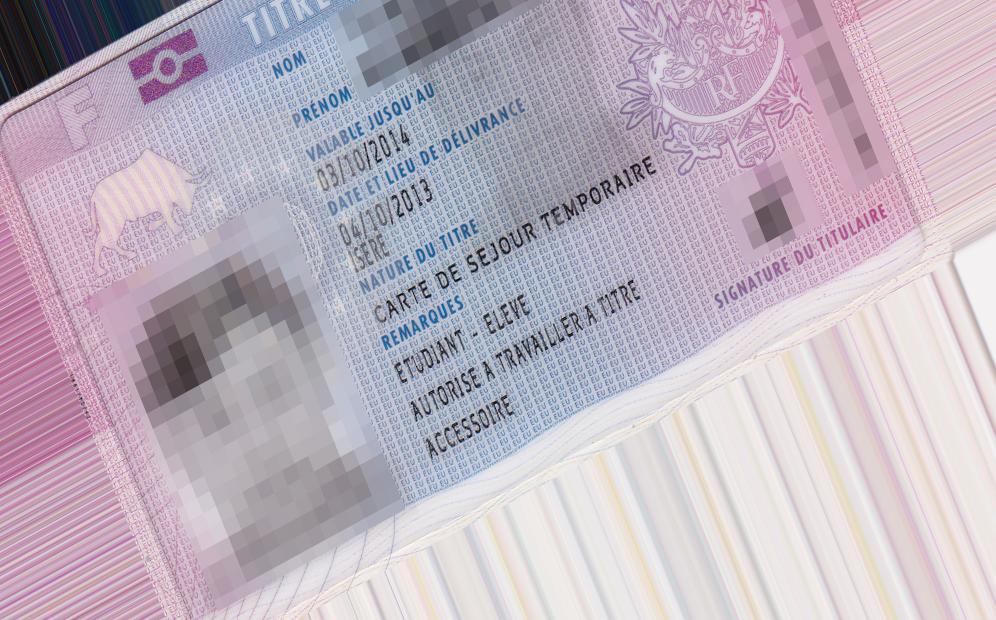 TITRE
F
NOM
PRÉNOM
VALABLE JUSQU'AU
03/10/2014
DATE ET LIEU DE DÉLIVRANCE
04/10/2013
ISERE
NATURE DU TITRE
CARTE DE SEJOUR TEMPORAIRE
REMARQUES
ETUDIANT - ELEVE
AUTORISE A TRAVAILLER A TITRE
ACCESSOIRE
RF
SIGNATURE DU TITULAIRE